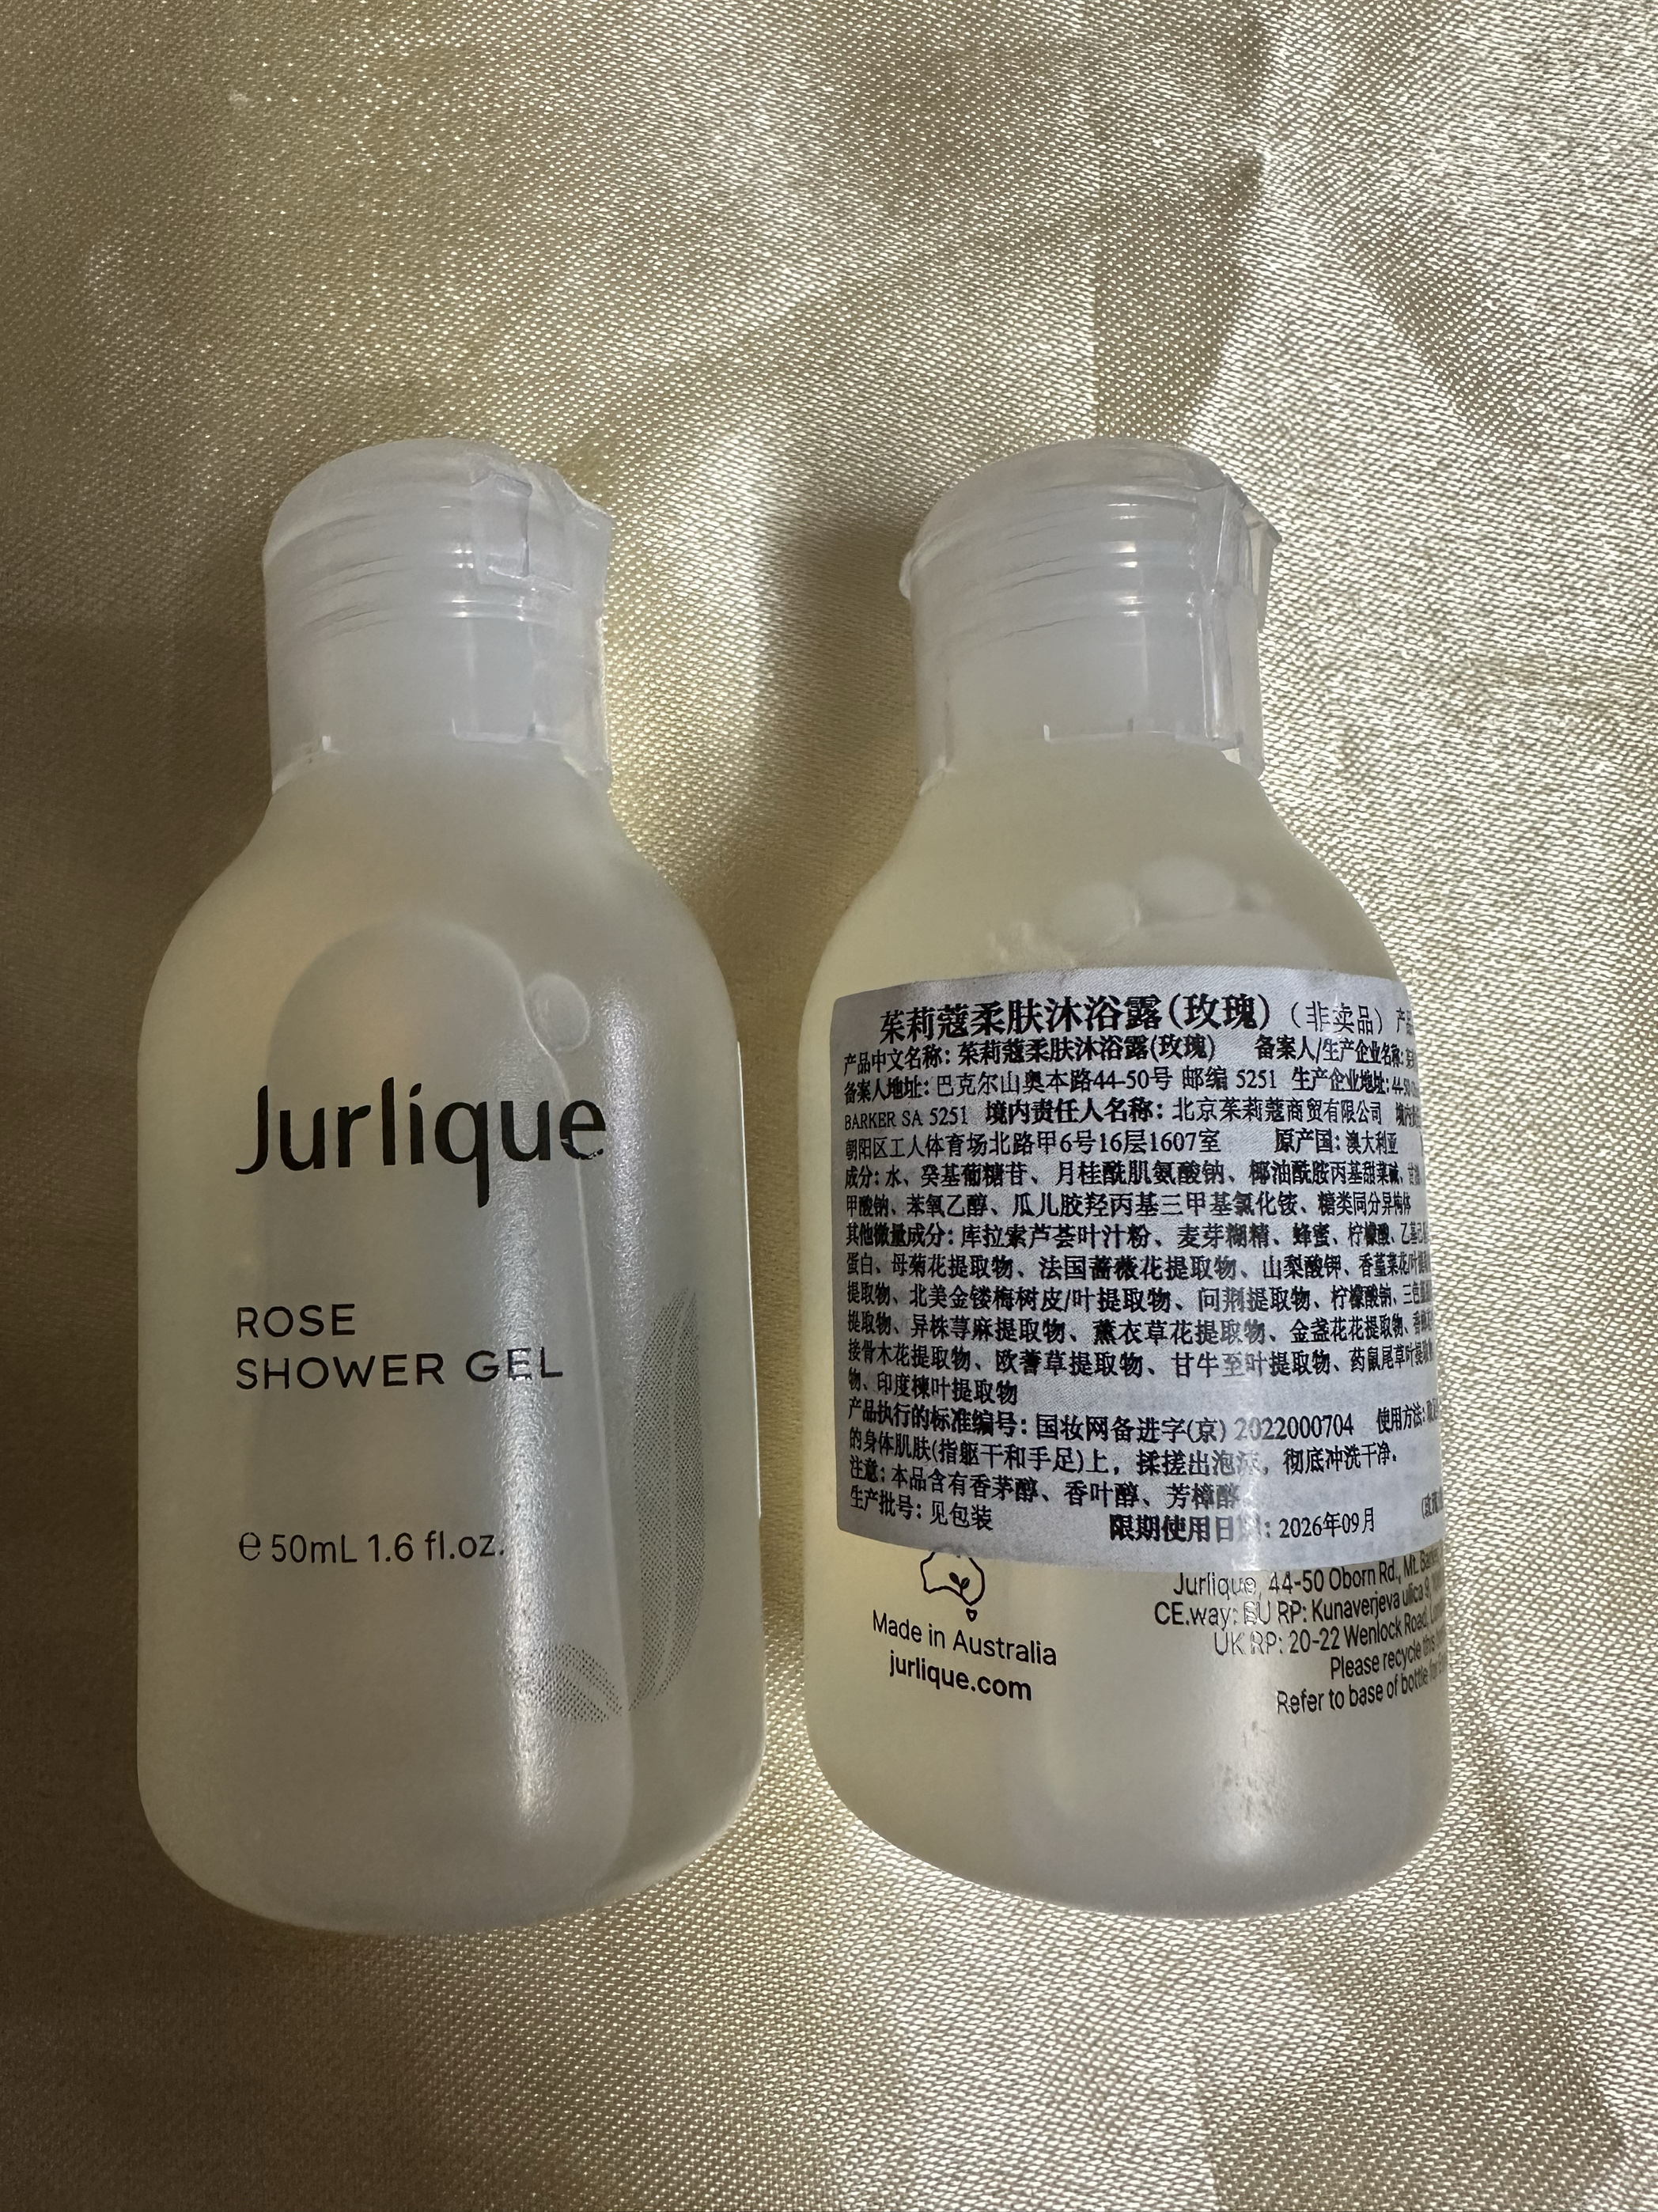 Jurlique
ROSE
SHOWER GEL
℮ 50mL 1.6 fl.oz.
茱莉蔻柔肤沐浴露(玫瑰)（非卖品）
产品中文名称: 茱莉蔻柔肤沐浴露(玫瑰) 备案人/生产企业名称:
备案人地址: 巴克尔山奥本路44-50号 邮编 5251 生产企业地址:
BARKER SA 5251 境内责任人名称: 北京茱莉蔻商贸有限公司
朝阳区工人体育场北路甲6号16层1607室 原产国: 澳大利亚
成分: 水、癸基葡糖苷、月桂酰肌氨酸钠、椰油酰胺丙基甜菜碱、
甲酸钠、苯氧乙醇、瓜儿胶羟丙基三甲基氯化铵、糖类同分异构体
其他微量成分: 库拉索芦荟叶汁粉、麦芽糊精、蜂蜜、柠檬酸、
蛋白、母菊花提取物、法国蔷薇花提取物、山梨酸钾、香堇菜花/叶
提取物、北美金缕梅树皮/叶提取物、问荆提取物、柠檬酸钠、
提取物、异株荨麻提取物、薰衣草花提取物、金盏花花提取物、
接骨木花提取物、欧蓍草提取物、甘牛至叶提取物、药鼠尾草叶提取
物、印度楝叶提取物
产品执行的标准编号: 国妆网备进字(京) 2022000704 使用方法:
的身体肌肤(指躯干和手足)上，揉搓出泡沫，彻底冲洗干净。
注意: 本品含有香茅醇、香叶醇、芳樟醇
生产批号: 见包装 限期使用日期: 2026年09月
Made in Australia
jurlique.com
Jurlique, 44-50 Oborn Rd., Mt.
CE.way: EU RP: Kunaverjeva ulica 9,
UK RP: 20-22 Wenlock Road,
Please recycle this
Refer to base of bottle for